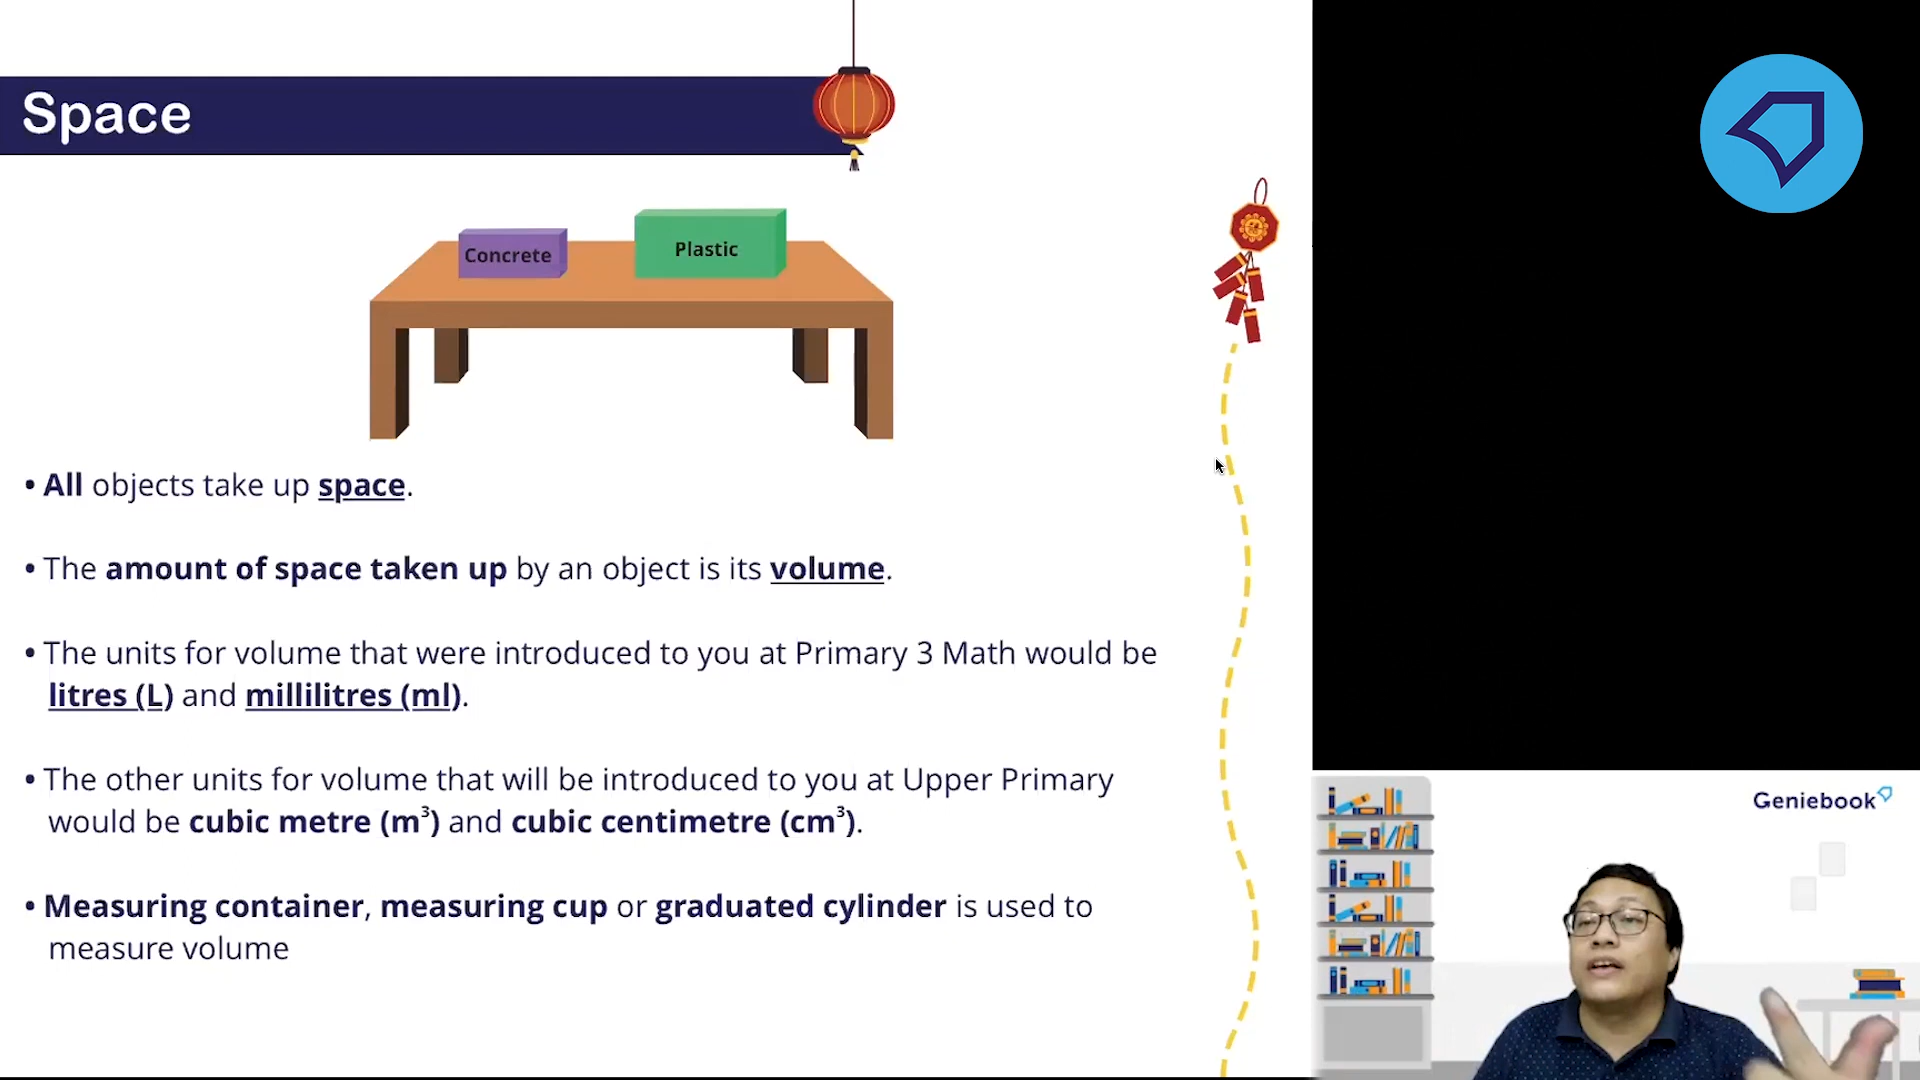 Space
Concrete
Plastic
• All objects take up space.
• The amount of space taken up by an object is its volume.
• The units for volume that were introduced to you at Primary 3 Math would be
litres (L) and millilitres (ml).
• The other units for volume that will be introduced to you at Upper Primary
would be cubic metre (m³) and cubic centimetre (cm³).
• Measuring container, measuring cup or graduated cylinder is used to
measure volume
Geniebook